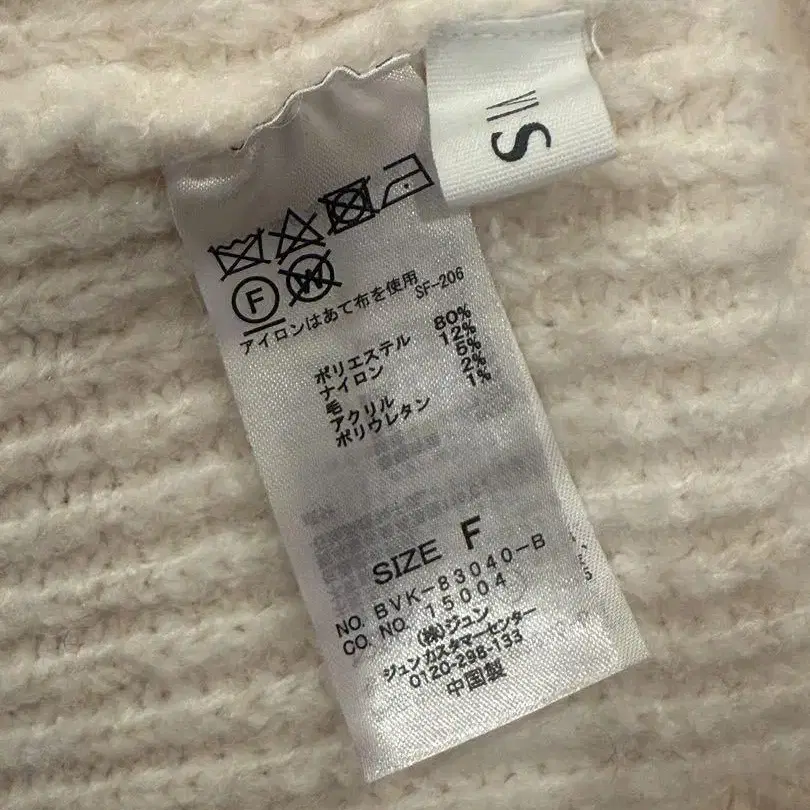 VIS
F
W
アイロンはあて布を使用
SF-206
ポリエステル 80%
ナイロン 12%
毛 5%
アクリル 2%
ポリウレタン 1%
SIZE F
NO. BVK-83040-B
CO. NO. 15004
(株)ジュン
ジュン カスタマーセンター
0120-298-133
中国製